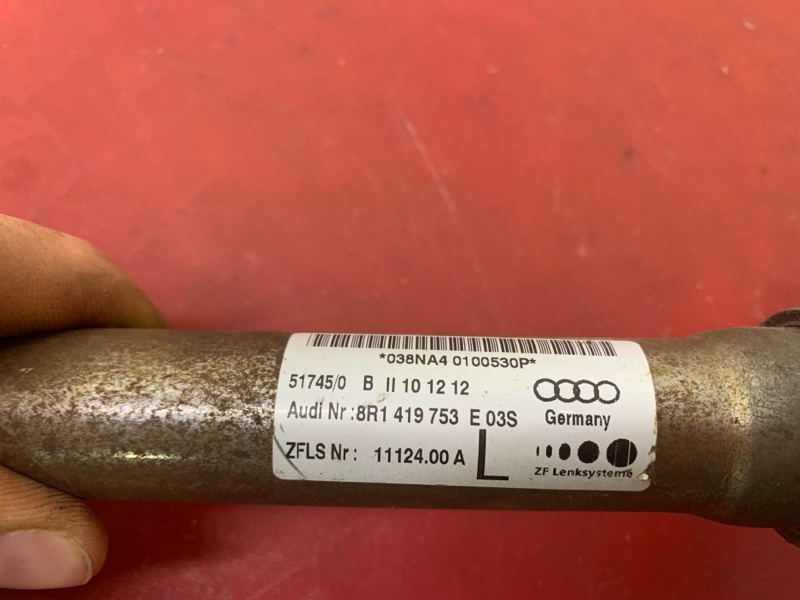 *038NA4 0100530P*
51745/0 B II 10 12 12
Audi Nr :8R1 419 753 E 03S
Germany
ZFLS Nr : 11124.00 A L
ZF Lenksysteme